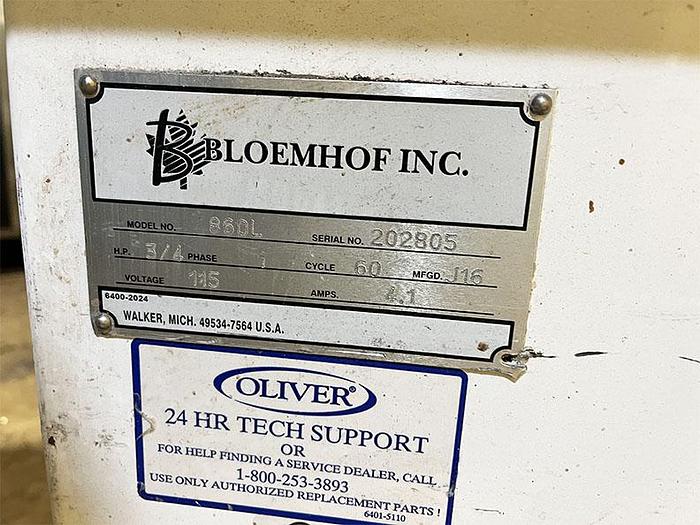 B BLOEMHOF INC.
MODEL NO. 860L SERIAL NO. 202805
H.P. 3/4 PHASE 1 CYCLE 60 MFGD. J16
VOLTAGE 115 AMPS. 4.1
6400-2024
WALKER, MICH. 49534-7564 U.S.A.
OLIVER®
24 HR TECH SUPPORT
OR
FOR HELP FINDING A SERVICE DEALER, CALL
1-800-253-3893
USE ONLY AUTHORIZED REPLACEMENT PARTS !
6401-5110